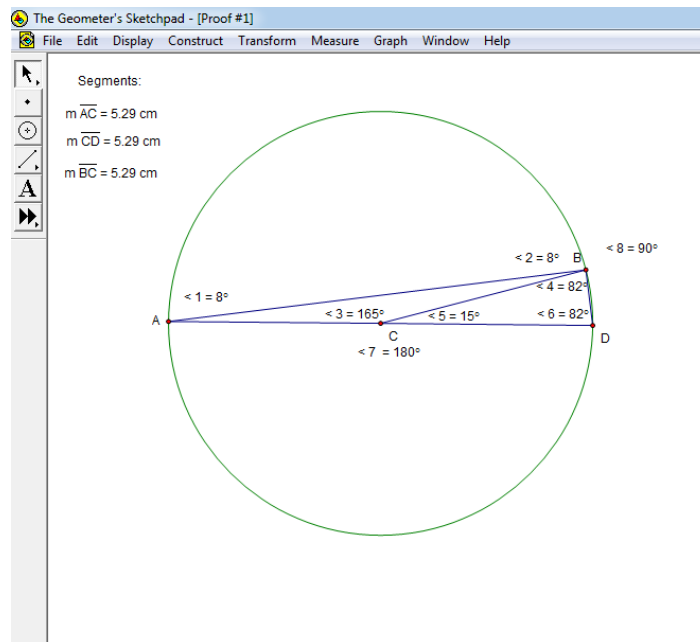 The Geometer's Sketchpad - [Proof #1]
File Edit Display Construct Transform Measure Graph Window Help
Segments:
m AC = 5.29 cm
m CD = 5.29 cm
m BC = 5.29 cm
A
< 8 = 90°
< 2 = 8° B
< 4 = 82°
< 1 = 8°
A < 3 = 165° < 5 = 15° < 6 = 82°
C D
< 7 = 180°